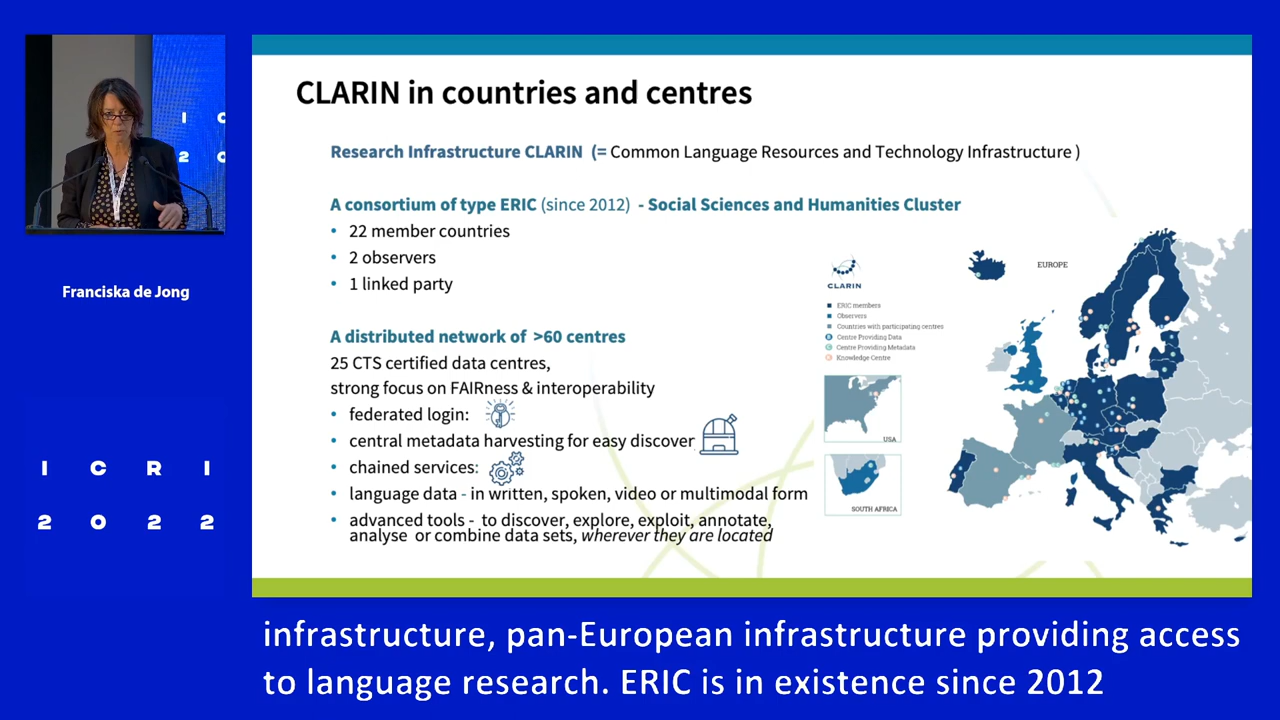 CLARIN in countries and centres
Research Infrastructure CLARIN (= Common Language Resources and Technology Infrastructure )
A consortium of type ERIC (since 2012) - Social Sciences and Humanities Cluster
• 22 member countries
• 2 observers
• 1 linked party
A distributed network of >60 centres
25 CTS certified data centres,
strong focus on FAIRness & interoperability
• federated login:
• central metadata harvesting for easy discover
• chained services:
• language data - in written, spoken, video or multimodal form
• advanced tools - to discover, explore, exploit, annotate,
analyse or combine data sets, wherever they are located
CLARIN
ERIC members
Observers
Countries with participating centres
Centre Providing Data
Centre Providing Metadata
Knowledge Centre
EUROPE
USA
SOUTH AFRICA
I C
2 0
Franciska de Jong
I C R I
2 0 2 2
infrastructure, pan-European infrastructure providing access
to language research. ERIC is in existence since 2012